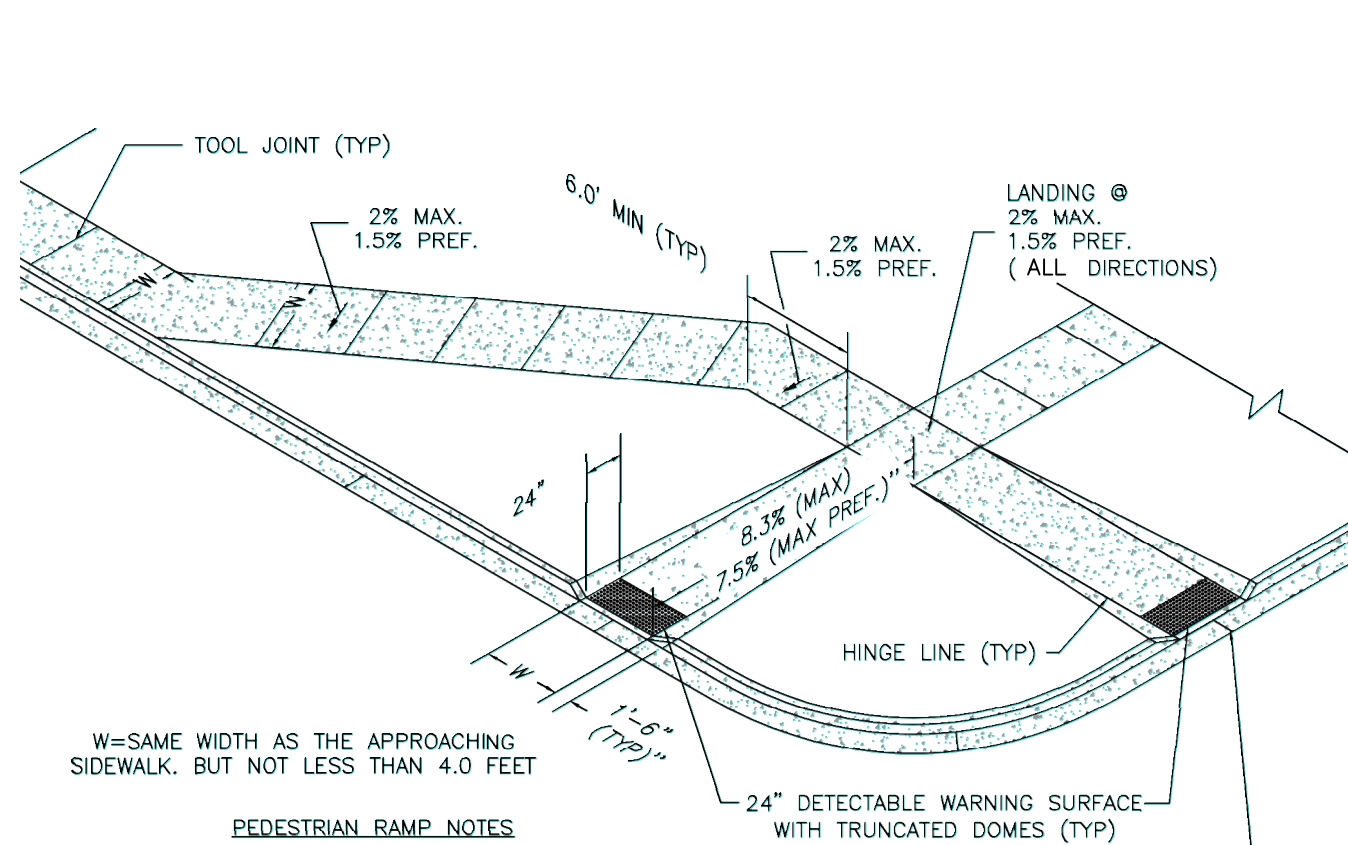 TOOL JOINT (TYP)
2% MAX.
1.5% PREF.
W
W
6.0' MIN (TYP)
2% MAX.
1.5% PREF.
LANDING @
2% MAX.
1.5% PREF.
( ALL DIRECTIONS)
24"
8.3% (MAX)
7.5% (MAX PREF.)"
HINGE LINE (TYP)
W
1'-6"
(TYP)"
W=SAME WIDTH AS THE APPROACHING
SIDEWALK. BUT NOT LESS THAN 4.0 FEET
24" DETECTABLE WARNING SURFACE
WITH TRUNCATED DOMES (TYP)
PEDESTRIAN RAMP NOTES